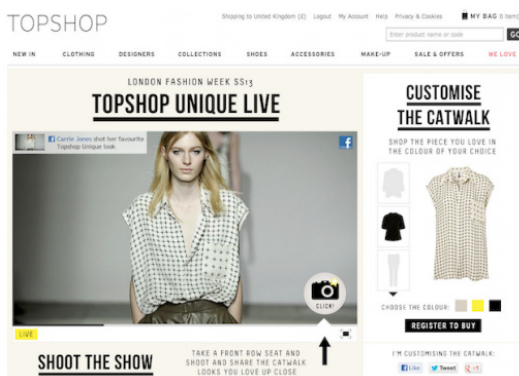 TOPSHOP
Shipping to United Kingdom (£) Logout My Account Help Privacy & Cookies MY BAG 0 item(
Enter product name or code
GO
NEW IN CLOTHING DESIGNERS COLLECTIONS SHOES ACCESSORIES MAKE-UP SALE & OFFERS WE LOVE
LONDON FASHION WEEK SS13
TOPSHOP UNIQUE LIVE
Carrie Jones shot her favourite
Topshop Unique look
CLICK!
LIVE
SHOOT THE SHOW
TAKE A FRONT ROW SEAT AND
SHOOT AND SHARE THE CATWALK
LOOKS YOU LOVE UP CLOSE
CUSTOMISE
THE CATWALK
SHOP THE PIECE YOU LOVE IN
THE COLOUR OF YOUR CHOICE
CHOOSE THE COLOUR:
REGISTER TO BUY
I'M CUSTOMISING THE CATWALK:
Like Tweet +1